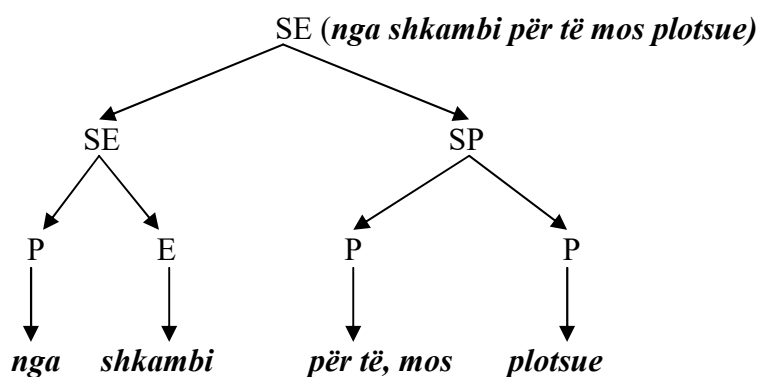 SE (nga shkambi për të mos plotsue)
SE SP
P E P P
nga shkambi për të, mos plotsue